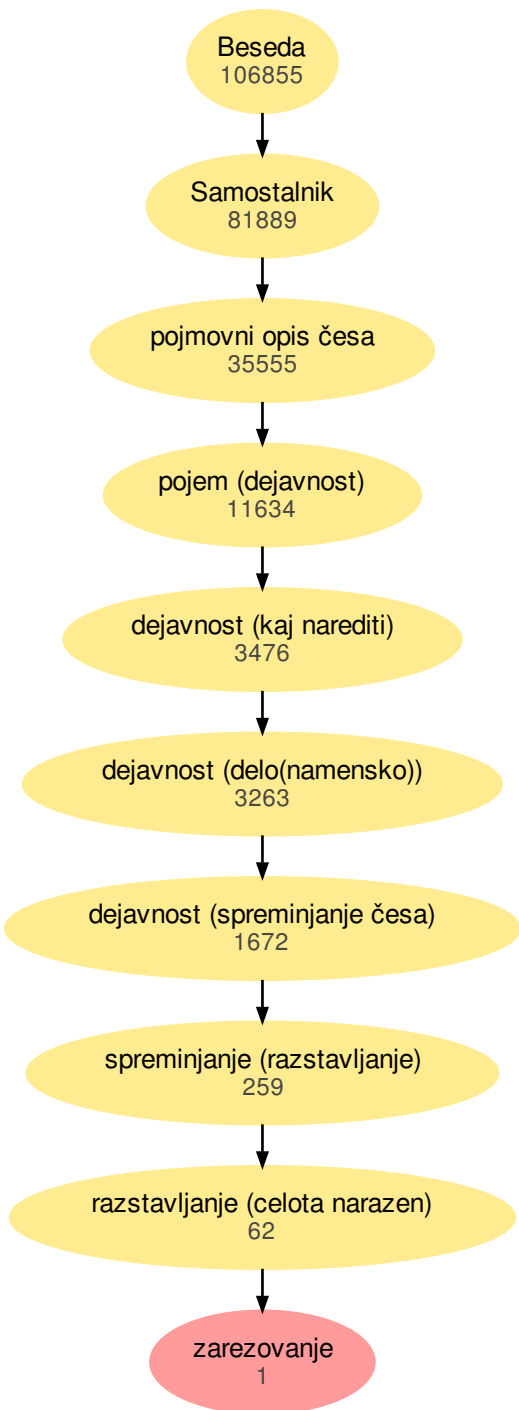 Beseda
106855
Samostalnik
81889
pojmovni opis česa
35555
pojem (dejavnost)
11634
dejavnost (kaj narediti)
3476
dejavnost (delo(namensko))
3263
dejavnost (spreminjanje česa)
1672
spreminjanje (razstavljanje)
259
razstavljanje (celota narazen)
62
zarezovanje
1